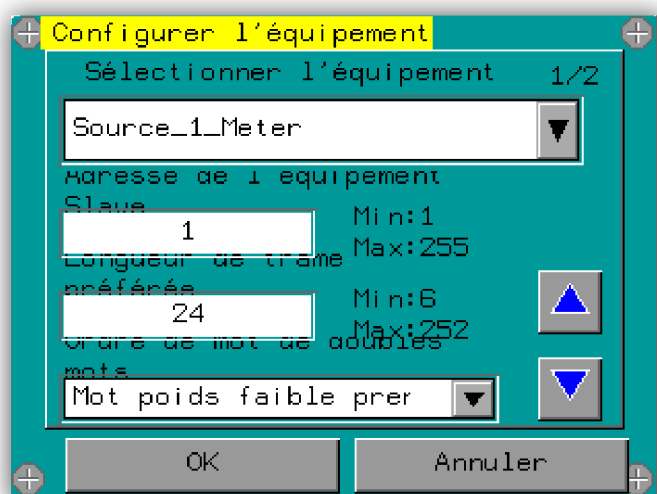 Configurer l'équipement
Sélectionner l'équipement 1/2
Source_1_Meter
Adresse de l'équipement
Slave
1 Min:1
Max:255
Longueur de trame
préférée
24 Min:6
Max:252
Ordre de mot de doubles
mots
Mot poids faible prer
OK Annuler